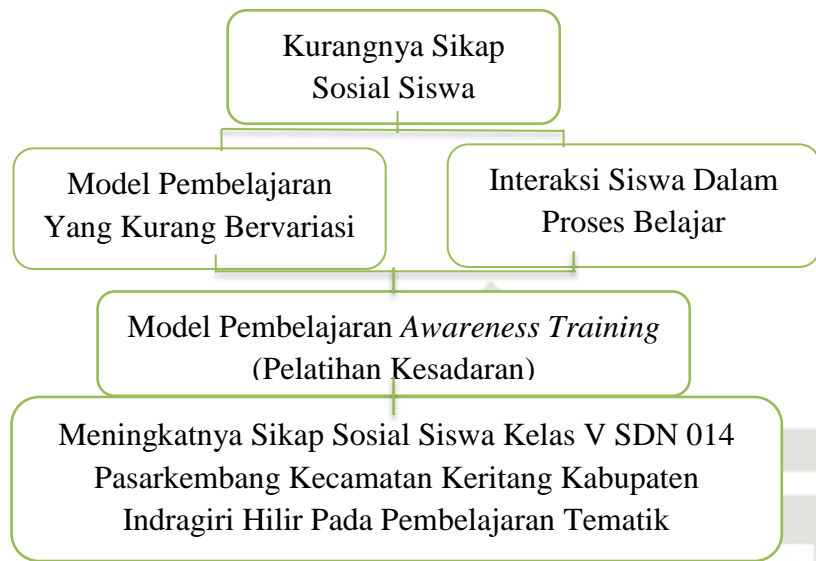 Kurangnya Sikap
Sosial Siswa
Model Pembelajaran
Yang Kurang Bervariasi
Interaksi Siswa Dalam
Proses Belajar
Model Pembelajaran Awareness Training
(Pelatihan Kesadaran)
Meningkatnya Sikap Sosial Siswa Kelas V SDN 014
Pasarkembang Kecamatan Keritang Kabupaten
Indragiri Hilir Pada Pembelajaran Tematik